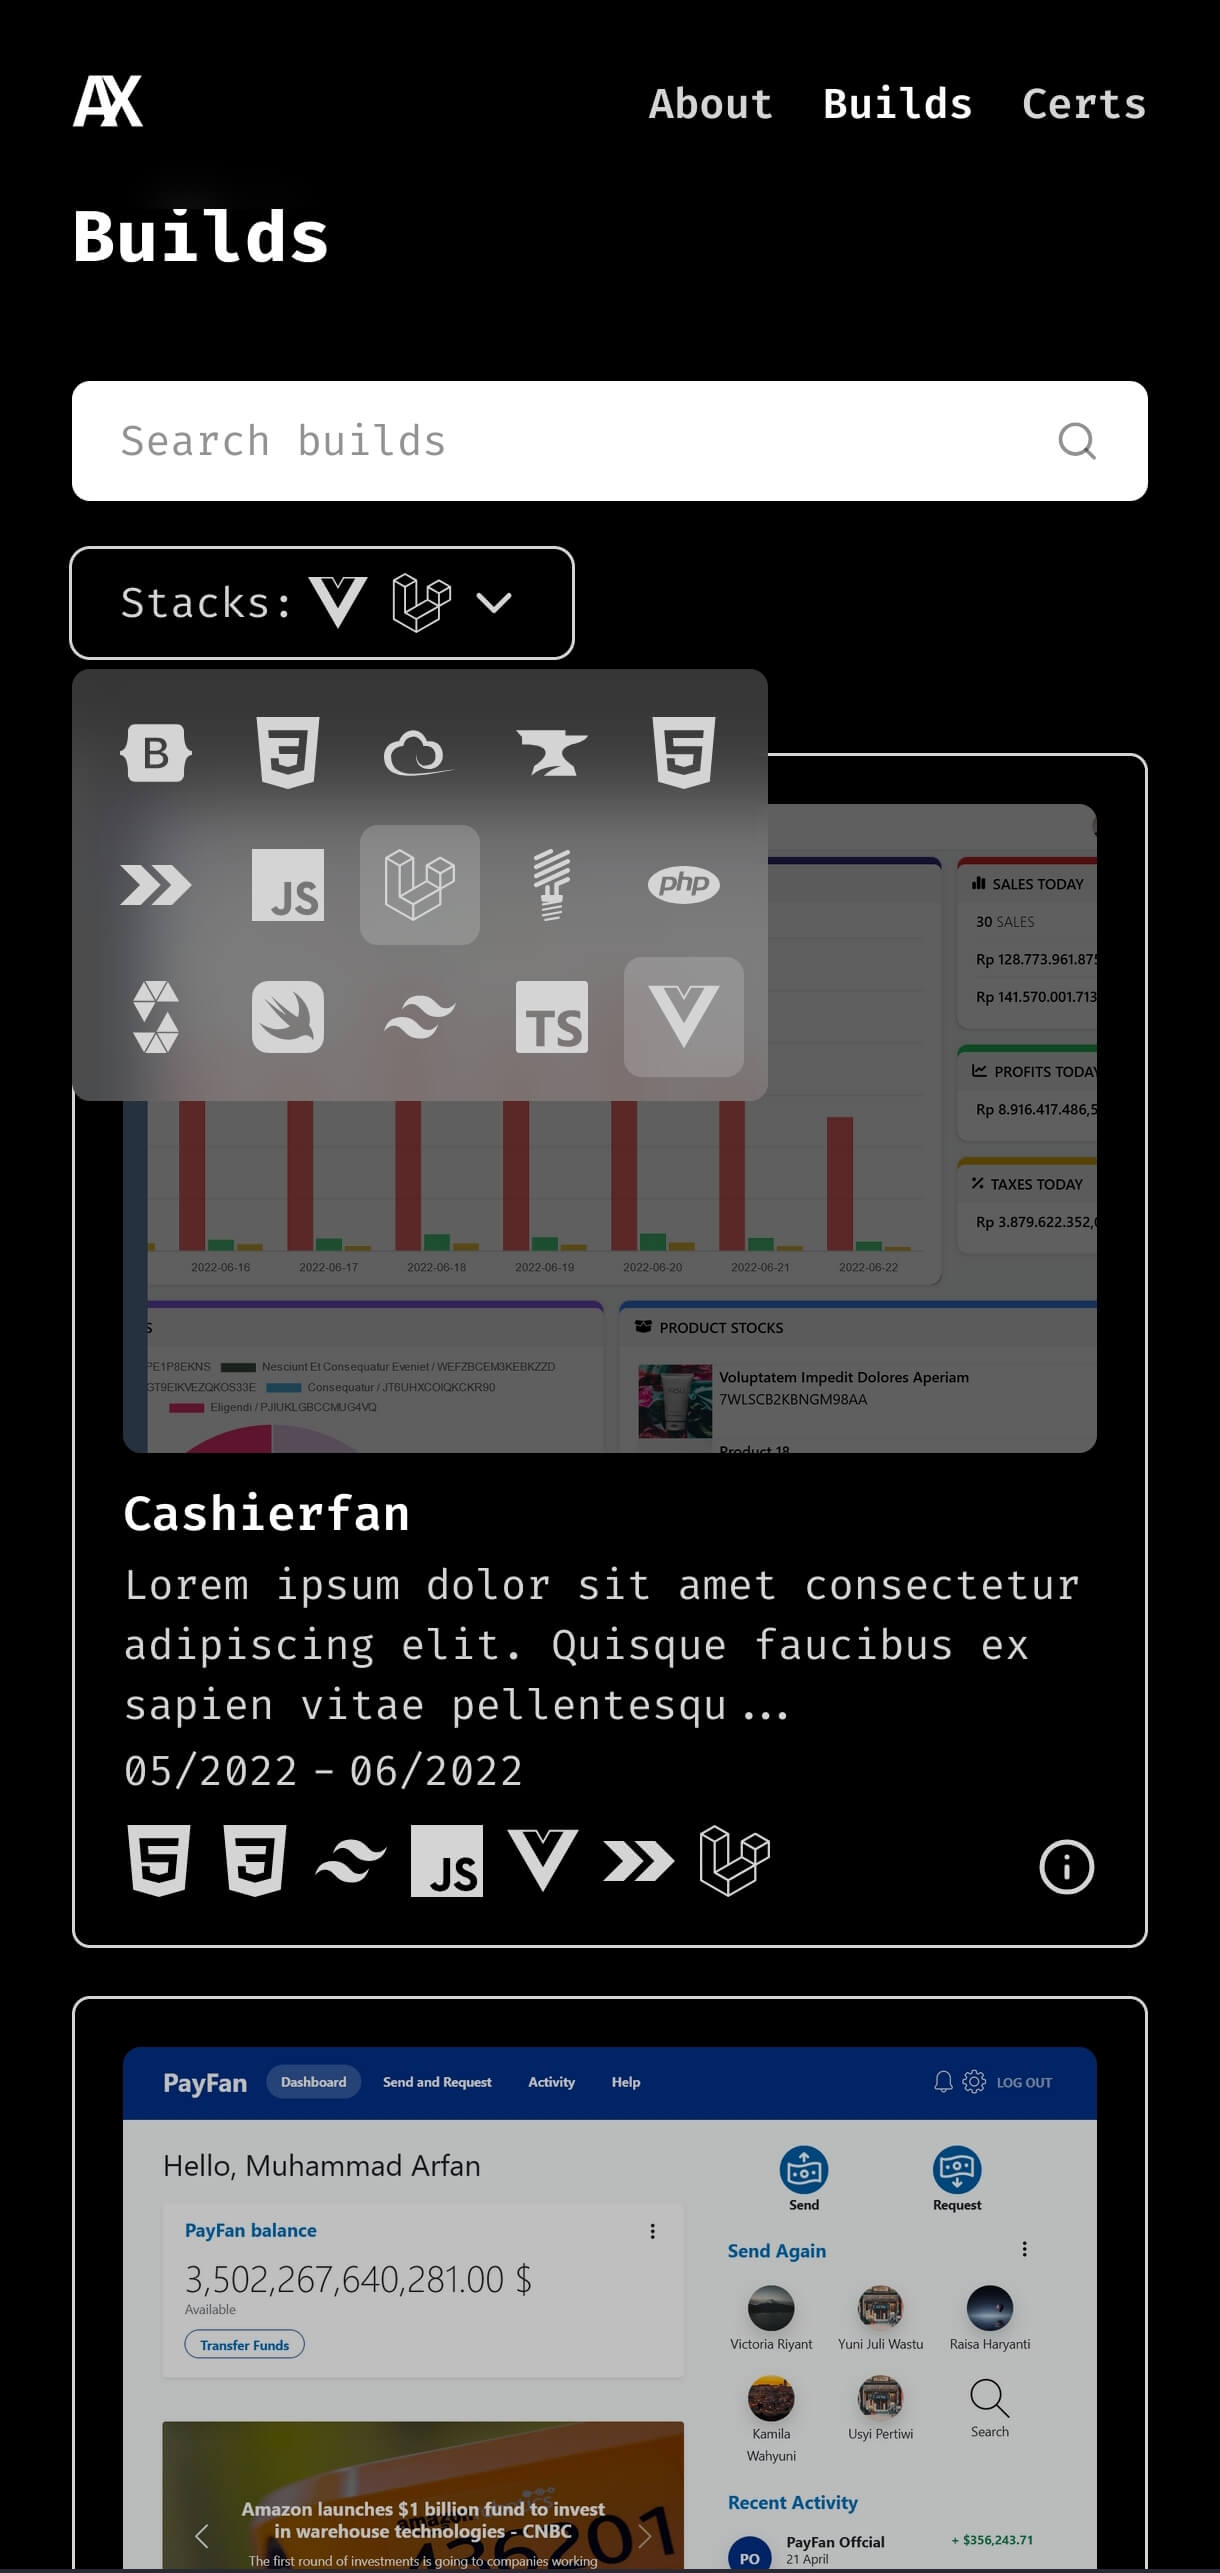 AX
About Builds Certs
Builds
Search builds
Stacks:
B 3 5
JS php
TS
SALES TODAY
30 SALES
Rp 128.773.961.875
Rp 141.570.001.713
PROFITS TODAY
Rp 8.916.417.486,5
TAXES TODAY
Rp 3.879.622.352,
2022-06-16 2022-06-17 2022-06-18 2022-06-19 2022-06-20 2022-06-21 2022-06-22
S
PRODUCT STOCKS
PE1P8EKNS Nesciunt Et Consequatur Eveniet / WEFZBCEM3KEBKZZD
GT9EIKVEZQKOS33E Consequatur / JT6UHXCOIQKCKR90
Eligendi / PJIUKLGBCCMUG4VQ
Voluptatem Impedit Dolores Aperiam
7WLSCB2KBNGM98AA
Product 18
Cashierfan
Lorem ipsum dolor sit amet consectetur
adipiscing elit. Quisque faucibus ex
sapien vitae pellentesqu...
05/2022 - 06/2022
5 3 JS
PayFan Dashboard Send and Request Activity Help LOG OUT
Hello, Muhammad Arfan
Send Request
PayFan balance
3,502,267,640,281.00 $
Available
Transfer Funds
Send Again
Victoria Riyant Yuni Juli Wastu Raisa Haryanti
Kamila
Wahyuni
Usyi Pertiwi
Search
Amazon launches $1 billion fund to invest
in warehouse technologies - CNBC
The first round of investments is going to companies working
Recent Activity
PO
PayFan Offcial
21 April
+ $356,243.71